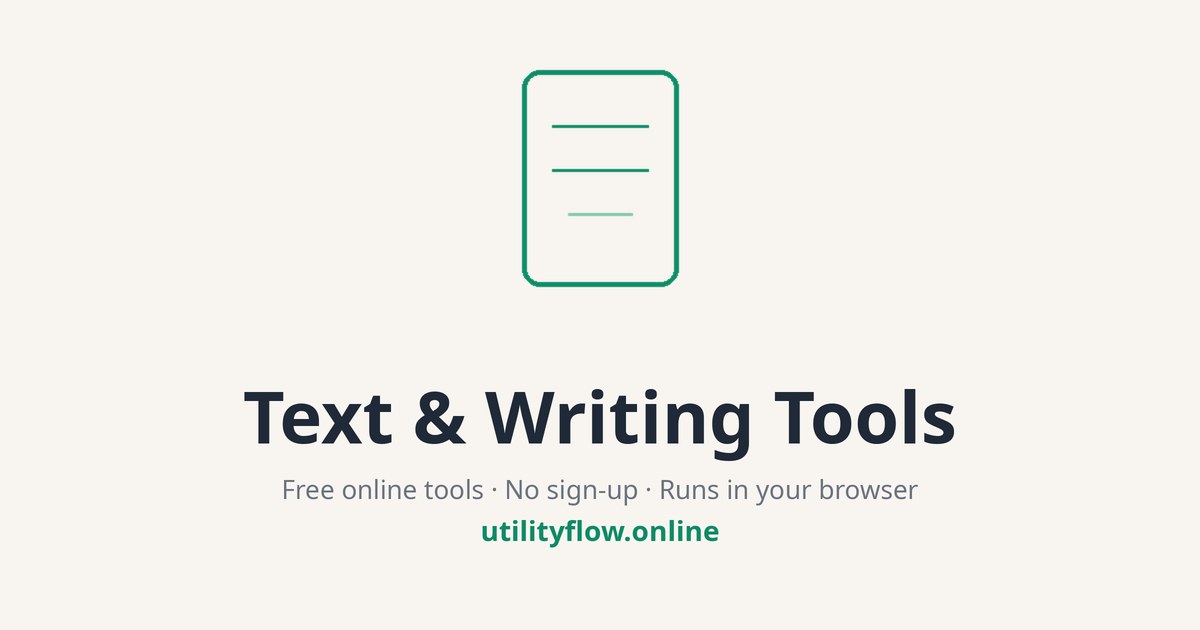 Text & Writing Tools
Free online tools · No sign-up · Runs in your browser
utilityflow.online